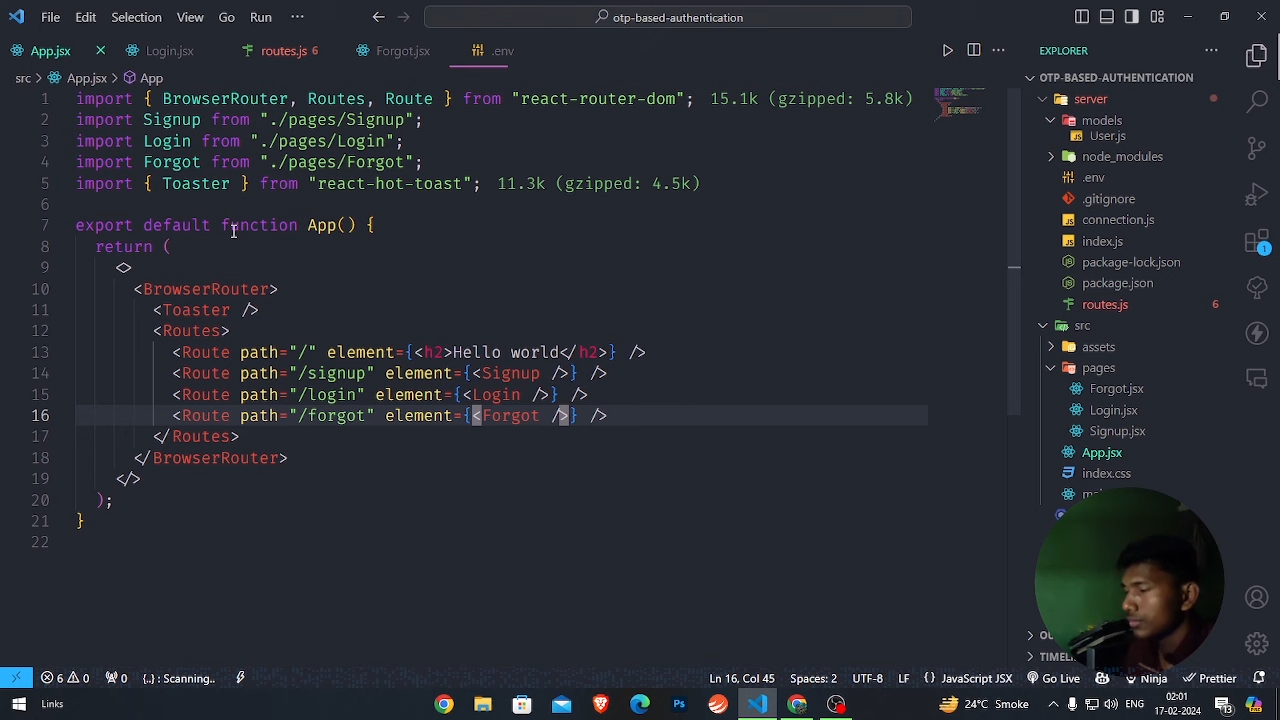 File Edit Selection View Go Run ··· otp-based-authentication
App.jsx Login.jsx routes.js 6 Forgot.jsx .env
src > App.jsx > App
1 import { BrowserRouter, Routes, Route } from "react-router-dom"; 15.1k (gzipped: 5.8k)
2 import Signup from "./pages/Signup";
3 import Login from "./pages/Login";
4 import Forgot from "./pages/Forgot";
5 import { Toaster } from "react-hot-toast"; 11.3k (gzipped: 4.5k)
6
7 export default function App() {
8 return (
9 <>
10 <BrowserRouter>
11 <Toaster />
12 <Routes>
13 <Route path="/" element={<h2>Hello world</h2>} />
14 <Route path="/signup" element={<Signup />} />
15 <Route path="/login" element={<Login />} />
16 <Route path="/forgot" element={<Forgot />} />
17 </Routes>
18 </BrowserRouter>
19 </>
20 );
21 }
22
EXPLORER
OTP-BASED-AUTHENTICATION
server
models
User.js
node_modules
.env
.gitignore
connection.js
index.js
package-lock.json
package.json
routes.js 6
src
assets
pages
Forgot.jsx
Login.jsx
Signup.jsx
App.jsx
index.css
OU
TIMEL
1
6 0 0 {..} : Scanning.. Ln 16, Col 45 Spaces: 2 UTF-8 LF {} JavaScript JSX Go Live Ninja Prettier
Links 24°C Smoke 02:01
17-02-2024